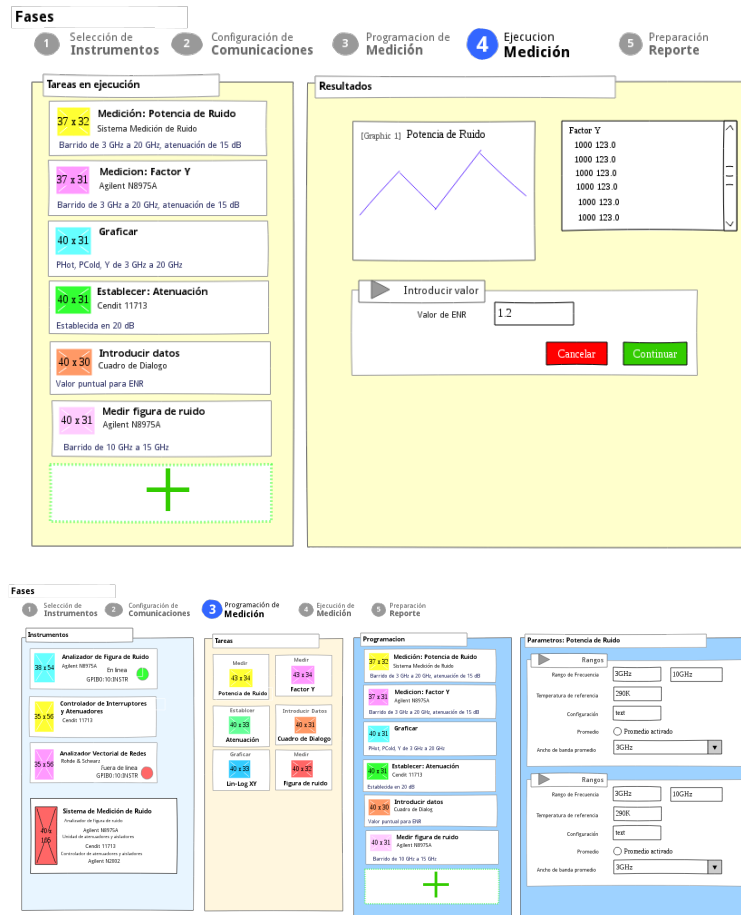 Fases
1 Selección de Instrumentos
2 Configuración de Comunicaciones
3 Programacion de Medición
4 Ejecucion Medición
5 Preparación Reporte
Tareas en ejecución
37 x 32 Medición: Potencia de Ruido
Sistema Medición de Ruido
Barrido de 3 GHz a 20 GHz, atenuación de 15 dB
37 x 31 Medicion: Factor Y
Agilent N8975A
Barrido de 3 GHz a 20 GHz, atenuación de 15 dB
40 x 31 Graficar
PHot, PCold, Y de 3 GHz a 20 GHz
40 x 31 Establecer: Atenuación
Cendit 11713
Establecida en 20 dB
40 x 30 Introducir datos
Cuadro de Dialogo
Valor puntual para ENR
40 x 31 Medir figura de ruido
Agilent N8975A
Barrido de 10 GHz a 15 GHz
Resultados
[Graphic 1] Potencia de Ruido
Factor Y
1000 123.0
1000 123.0
1000 123.0
1000 123.0
1000 123.0
1000 123.0
Introducir valor
Valor de ENR 1.2
Cancelar Continuar
Fases
1 Selección de Instrumentos
2 Configuración de Comunicaciones
3 Programación de Medición
4 Ejecución de Medición
5 Preparación Reporte
Instrumentos
38 x 54 Analizador de Figura de Ruido
Agilent N8975A
En linea
GPIB0:10:INSTR
35 x 56 Controlador de Interruptores
y Atenuadores
Cendit 11713
35 x 56 Analizador Vectorial de Redes
Rohde & Schwarz
Fuera de linea
GPIB0:10:INSTR
Sistema de Medición de Ruido
Analizador de figura de ruido
Agilent N8975A
Unidad de atenuadores y aisladores
Cendit 11713
Controlador de atenuadores y aisladores
Agilent N2002
Tareas
Medir
43 x 34
Potencia de Ruido
Medir
43 x 34
Factor Y
Establcer
40 x 33
Atenuación
Introducir Datos
40 x 31
Cuadro de Dialogo
Graficar
40 x 33
Lin-Log XY
Medir
40 x 32
Figura de ruido
Programacion
37 x 32 Medición: Potencia de Ruido
Sistema Medición de Ruido
Barrido de 3 GHz a 20 GHz, atenuación de 15 dB
37 x 31 Medicion: Factor Y
Agilent N8975A
Barrido de 3 GHz a 20 GHz, atenuación de 15 dB
40 x 31 Graficar
PHot, PCold, Y de 3 GHz a 20 GHz
40 x 31 Establecer: Atenuación
Cendit 11713
Establecida en 20 dB
40 x 30 Introducir datos
Cuadro de Dialog
Valor puntual para ENR
40 x 31 Medir figura de ruido
Agilent N8975A
Barrido de 10 GHz a 15 GHz
Parametros: Potencia de Ruido
Rangos
Rango de Frecuencia 3GHz 10GHz
Temperatura de referencia 290K
Configuración text
Promedio Promedio activado
Ancho de banda promedio 3GHz
Rangos
Rango de Frecuencia 3GHz 10GHz
Temperatura de referencia 290K
Configuración text
Promedio Promedio activado
Ancho de banda promedio 3GHz